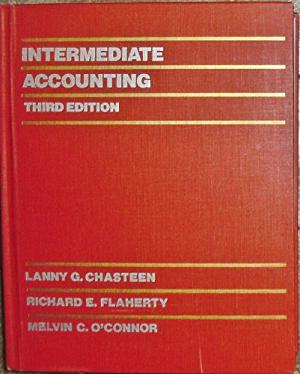 INTERMEDIATE
ACCOUNTING
THIRD EDITION
LANNY G. CHASTEEN
RICHARD E. FLAHERTY
MELVIN C. O'CONNOR